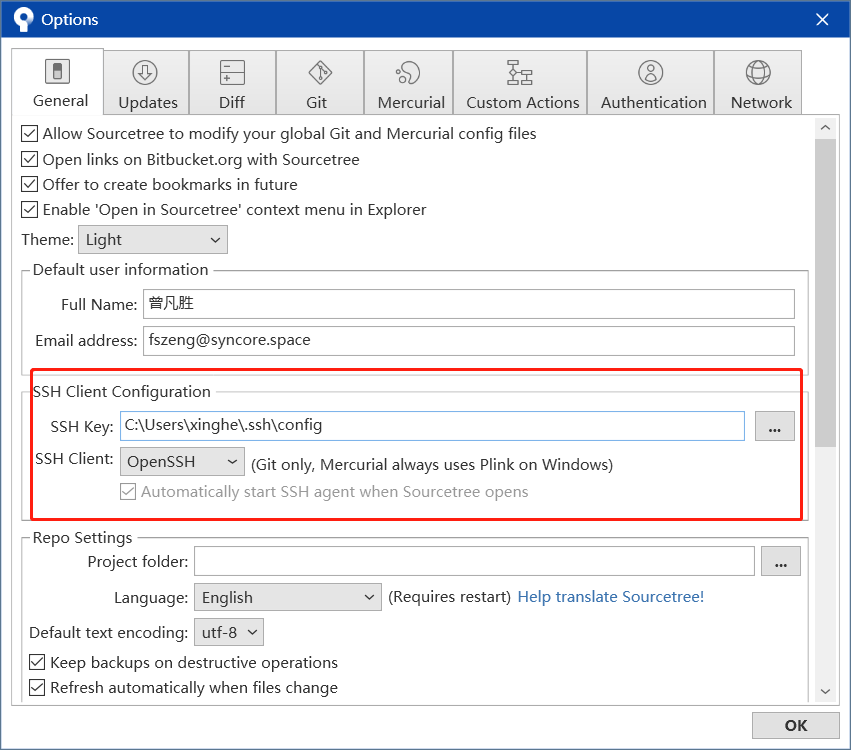 Options
General
Updates
Diff
Git
Mercurial
Custom Actions
Authentication
Network
Allow Sourcetree to modify your global Git and Mercurial config files
Open links on Bitbucket.org with Sourcetree
Offer to create bookmarks in future
Enable 'Open in Sourcetree' context menu in Explorer
Theme: Light
Default user information
Full Name: 曾凡胜
Email address: fszeng@syncore.space
SSH Client Configuration
SSH Key: C:\Users\xinghe\.ssh\config ...
SSH Client: OpenSSH (Git only, Mercurial always uses Plink on Windows)
Automatically start SSH agent when Sourcetree opens
Repo Settings
Project folder: ...
Language: English (Requires restart) Help translate Sourcetree!
Default text encoding: utf-8
Keep backups on destructive operations
Refresh automatically when files change
OK